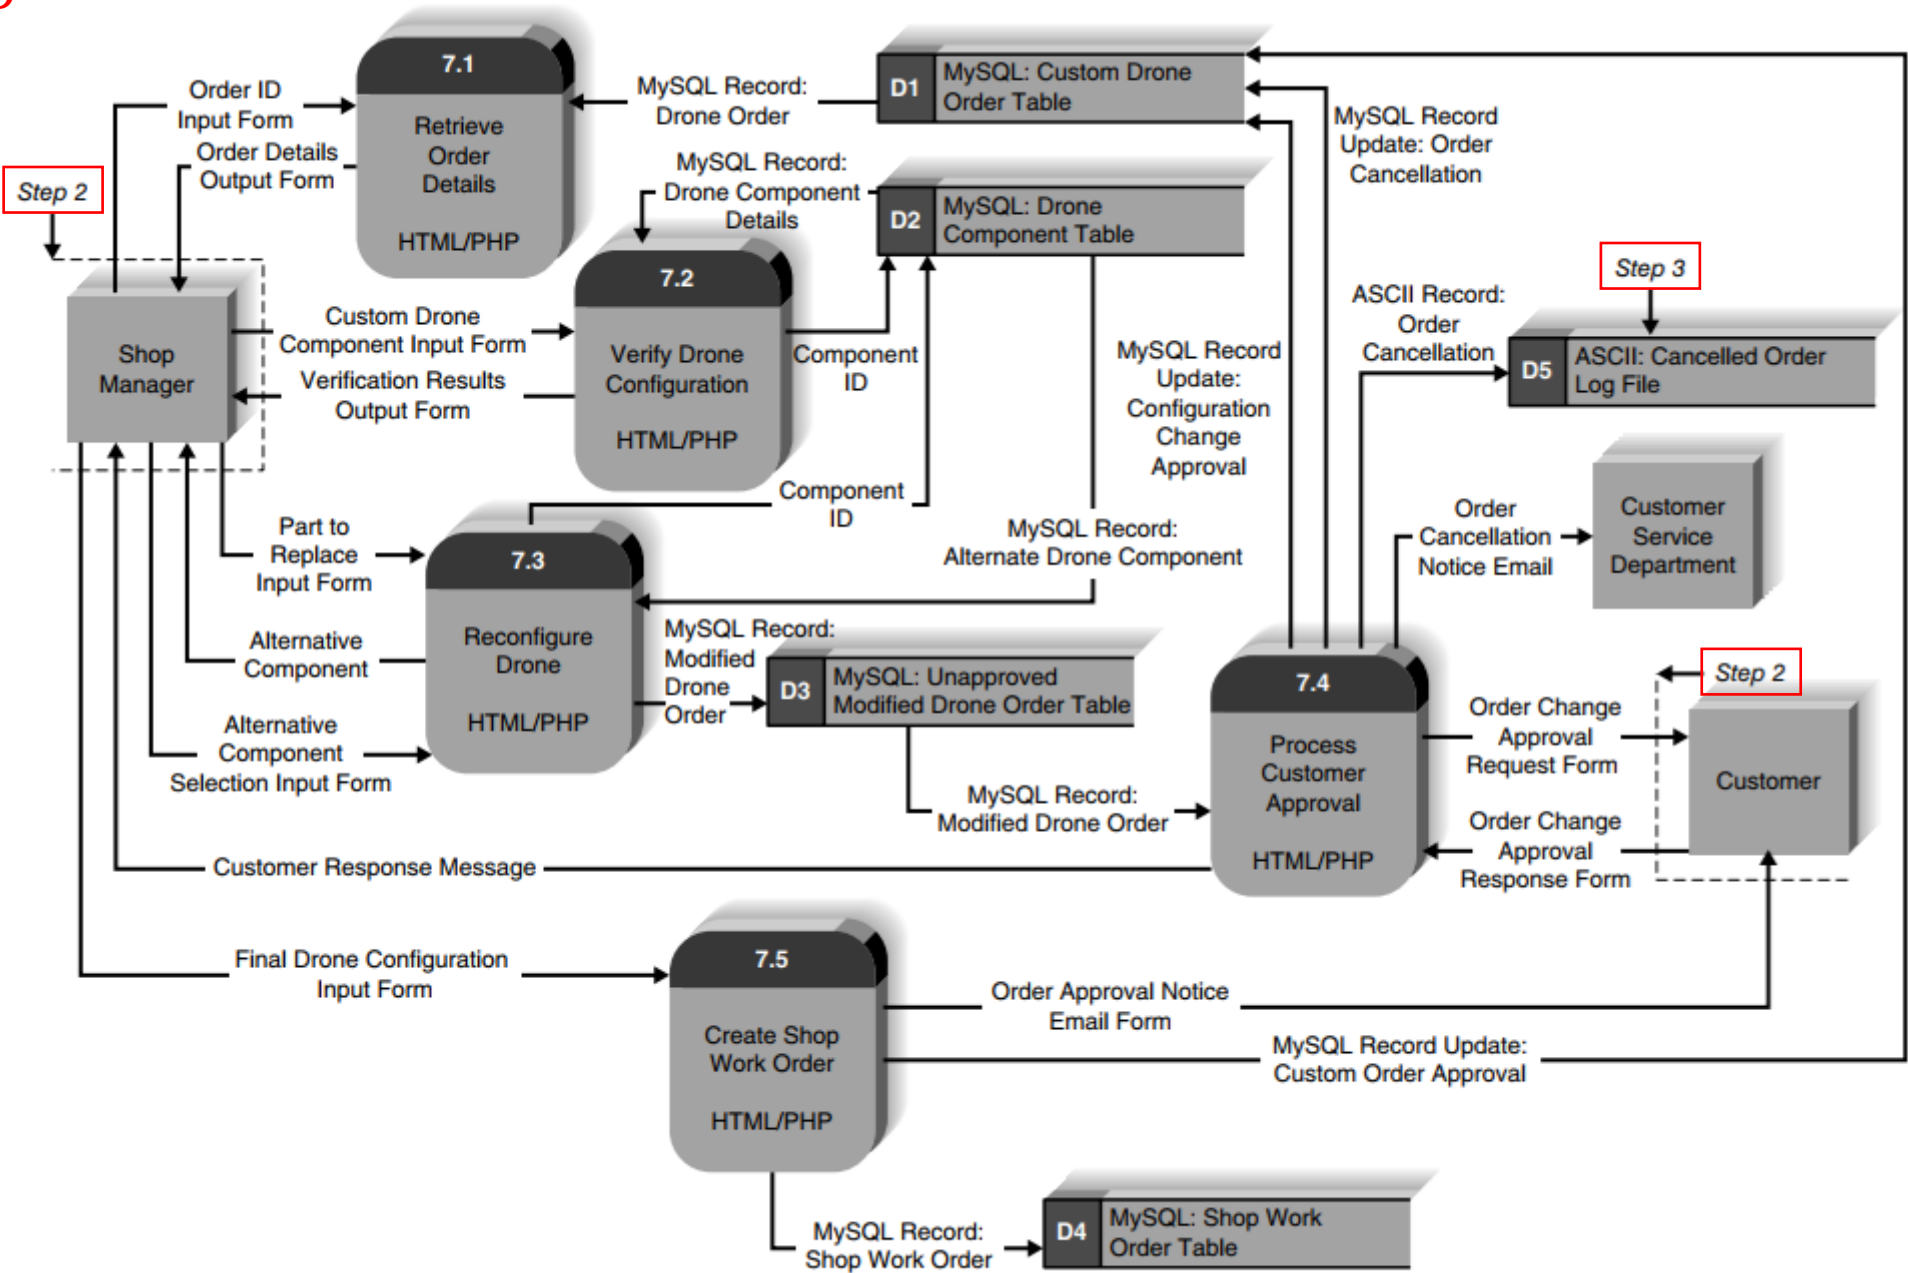 7.1
Retrieve
Order
Details
HTML/PHP
Order ID
Input Form
Order Details
Output Form
Step 2
MySQL Record:
Drone Order
D1
MySQL: Custom Drone
Order Table
MySQL Record:
Drone Component
Details
D2
MySQL: Drone
Component Table
MySQL Record
Update: Order
Cancellation
Step 3
ASCII Record:
Order
Cancellation
D5
ASCII: Cancelled Order
Log File
Shop
Manager
Custom Drone
Component Input Form
Verification Results
Output Form
7.2
Verify Drone
Configuration
HTML/PHP
Component
ID
MySQL Record
Update:
Configuration
Change
Approval
Component
ID
MySQL Record:
Alternate Drone Component
Order
Cancellation
Notice Email
Customer
Service
Department
Part to
Replace
Input Form
Alternative
Component
Alternative
Component
Selection Input Form
7.3
Reconfigure
Drone
HTML/PHP
MySQL Record:
Modified
Drone
Order
D3
MySQL: Unapproved
Modified Drone Order Table
MySQL Record:
Modified Drone Order
7.4
Process
Customer
Approval
HTML/PHP
Order Change
Approval
Request Form
Order Change
Approval
Response Form
Step 2
Customer
Customer Response Message
Final Drone Configuration
Input Form
7.5
Create Shop
Work Order
HTML/PHP
Order Approval Notice
Email Form
MySQL Record Update:
Custom Order Approval
MySQL Record:
Shop Work Order
D4
MySQL: Shop Work
Order Table